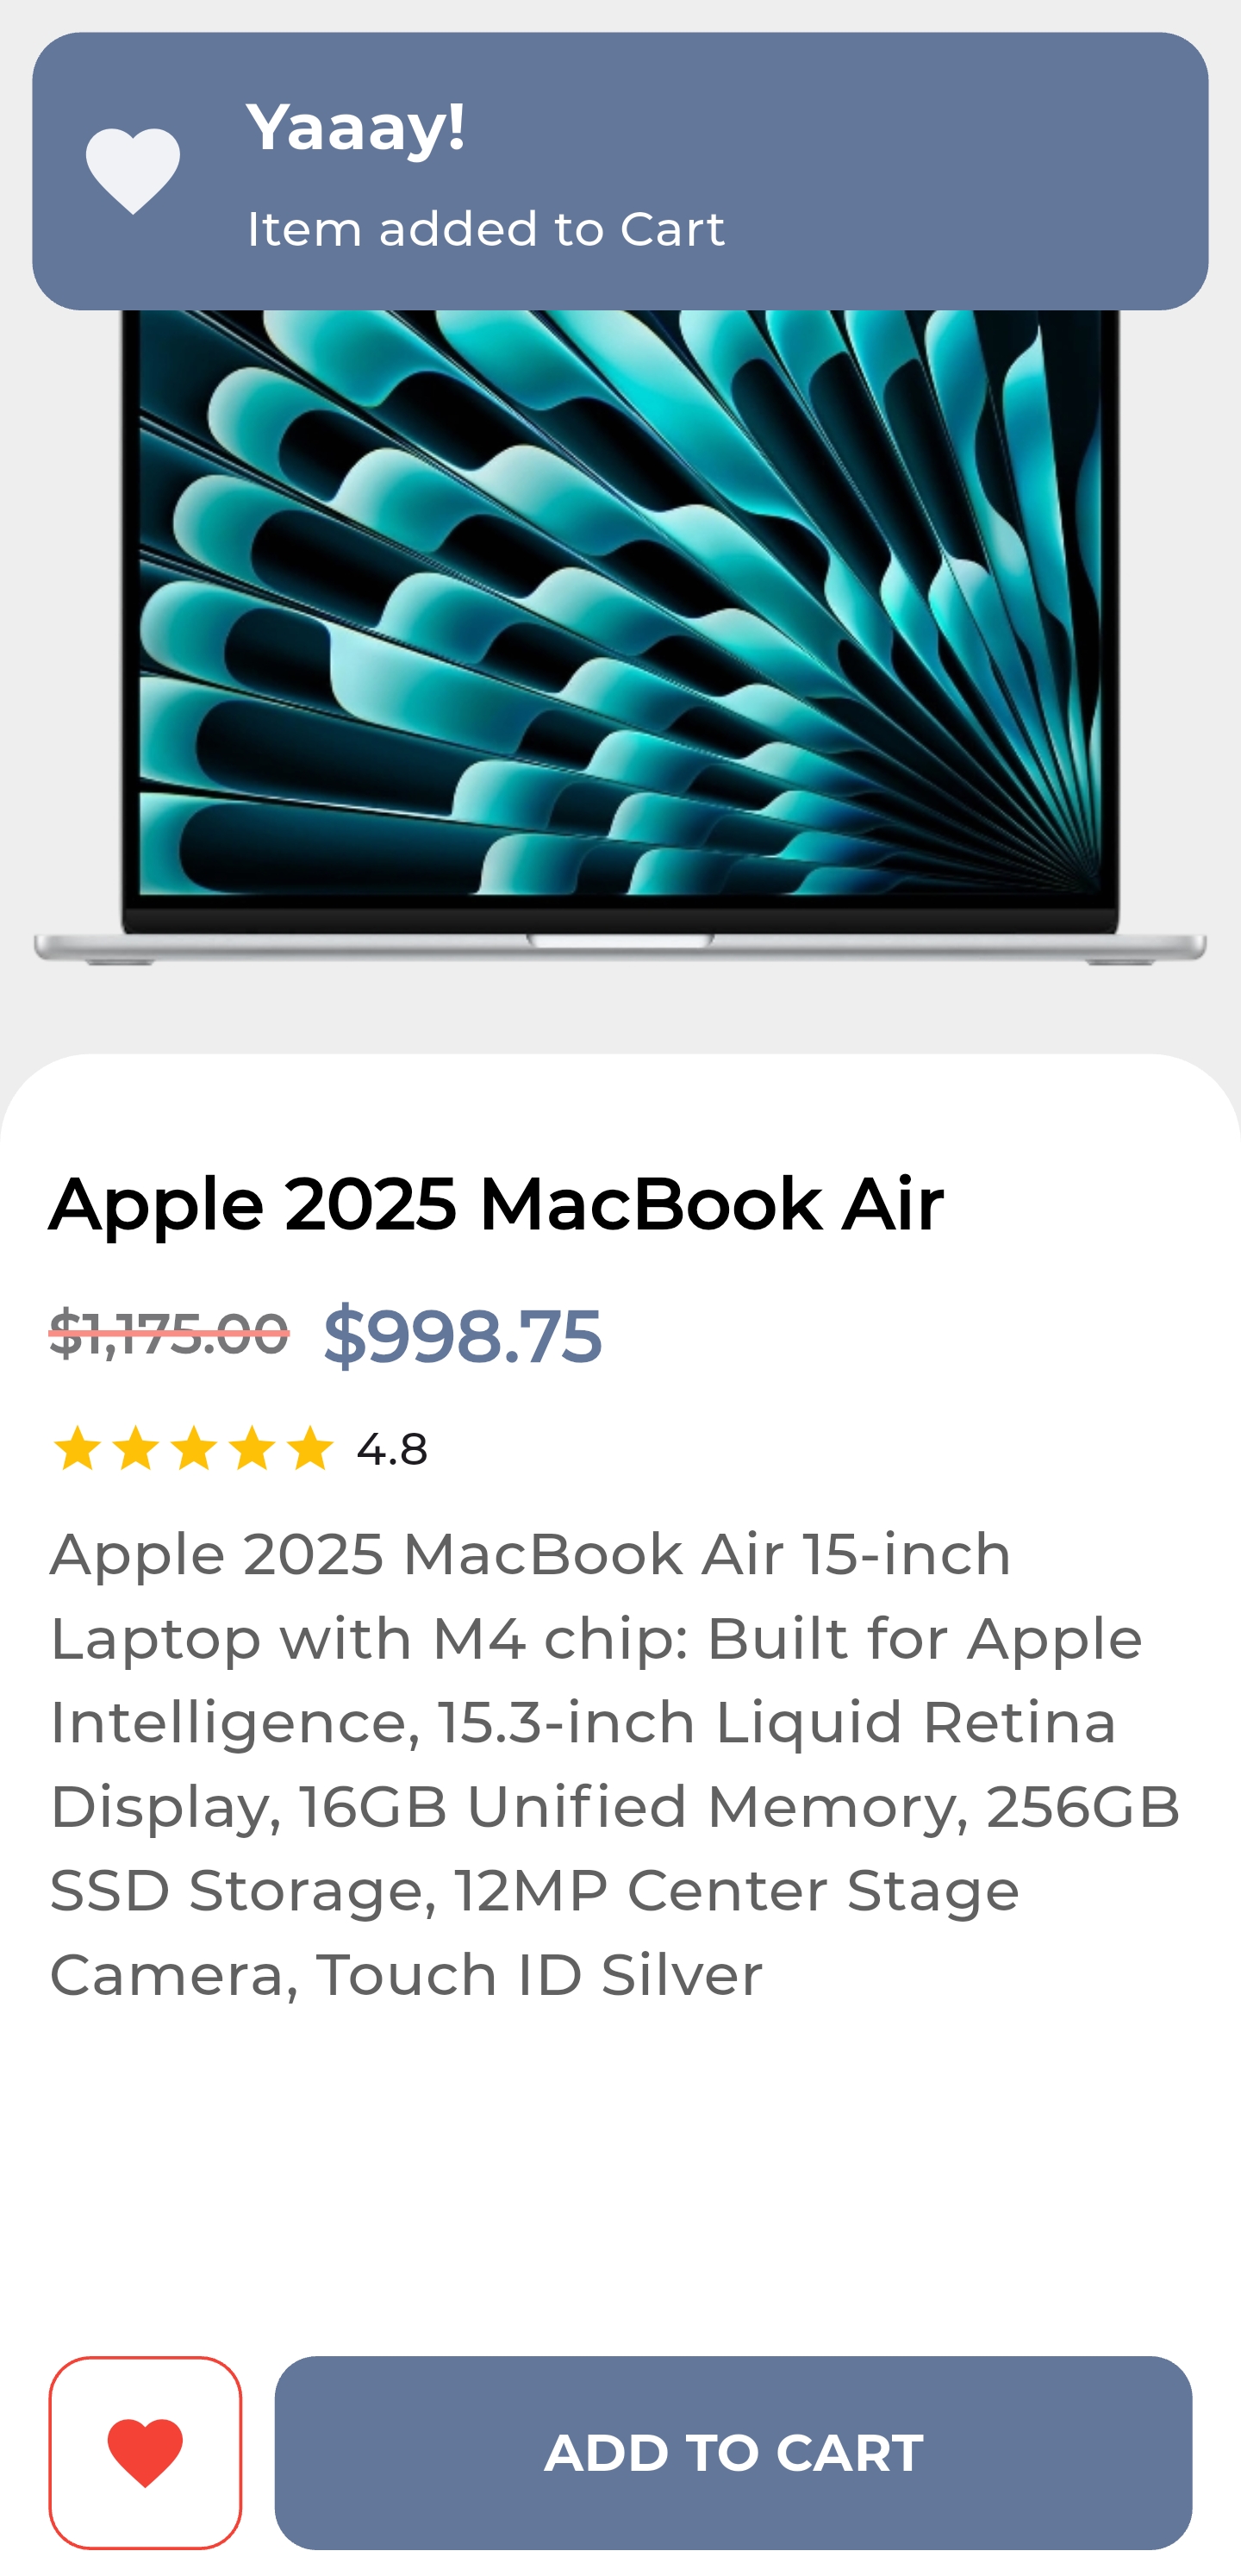 Yaaay!
Item added to Cart
Apple 2025 MacBook Air
$1,175.00 $998.75
4.8
Apple 2025 MacBook Air 15-inch
Laptop with M4 chip: Built for Apple
Intelligence, 15.3-inch Liquid Retina
Display, 16GB Unified Memory, 256GB
SSD Storage, 12MP Center Stage
Camera, Touch ID Silver
ADD TO CART